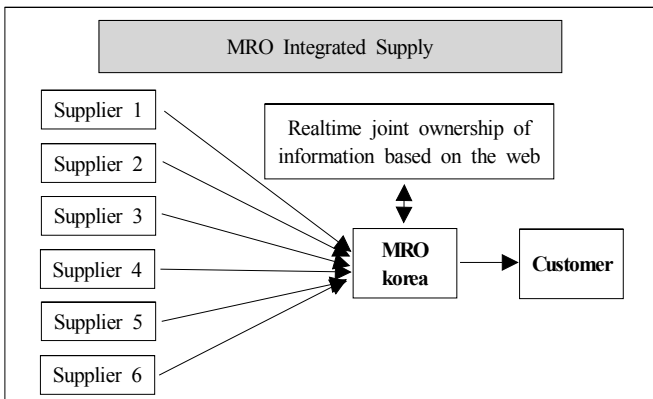 MRO Integrated Supply
Supplier 1
Supplier 2
Supplier 3
Supplier 4
Supplier 5
Supplier 6
Realtime joint ownership of
information based on the web
MRO
korea
Customer